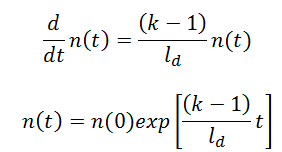 d/dt n(t) = (k − 1)/l_d n(t)
n(t) = n(0)exp[(k − 1)/l_d t]